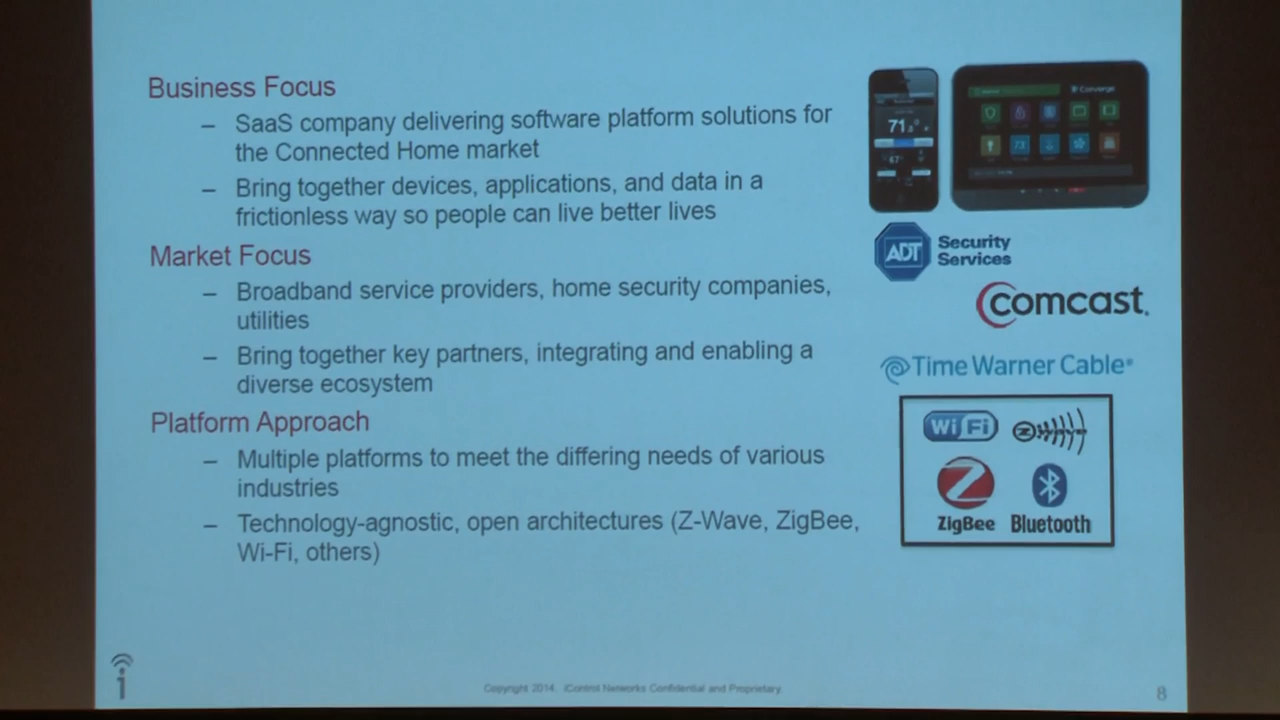 Business Focus
– SaaS company delivering software platform solutions for
the Connected Home market
– Bring together devices, applications, and data in a
frictionless way so people can live better lives
Market Focus
– Broadband service providers, home security companies,
utilities
– Bring together key partners, integrating and enabling a
diverse ecosystem
Platform Approach
– Multiple platforms to meet the differing needs of various
industries
– Technology-agnostic, open architectures (Z-Wave, ZigBee,
Wi-Fi, others)
71
67
Converge
ADT Security
Services
Comcast.
Time Warner Cable®
Wi Fi
ZigBee Bluetooth
Copyright 2014. iControl Networks Confidential and Proprietary.
8